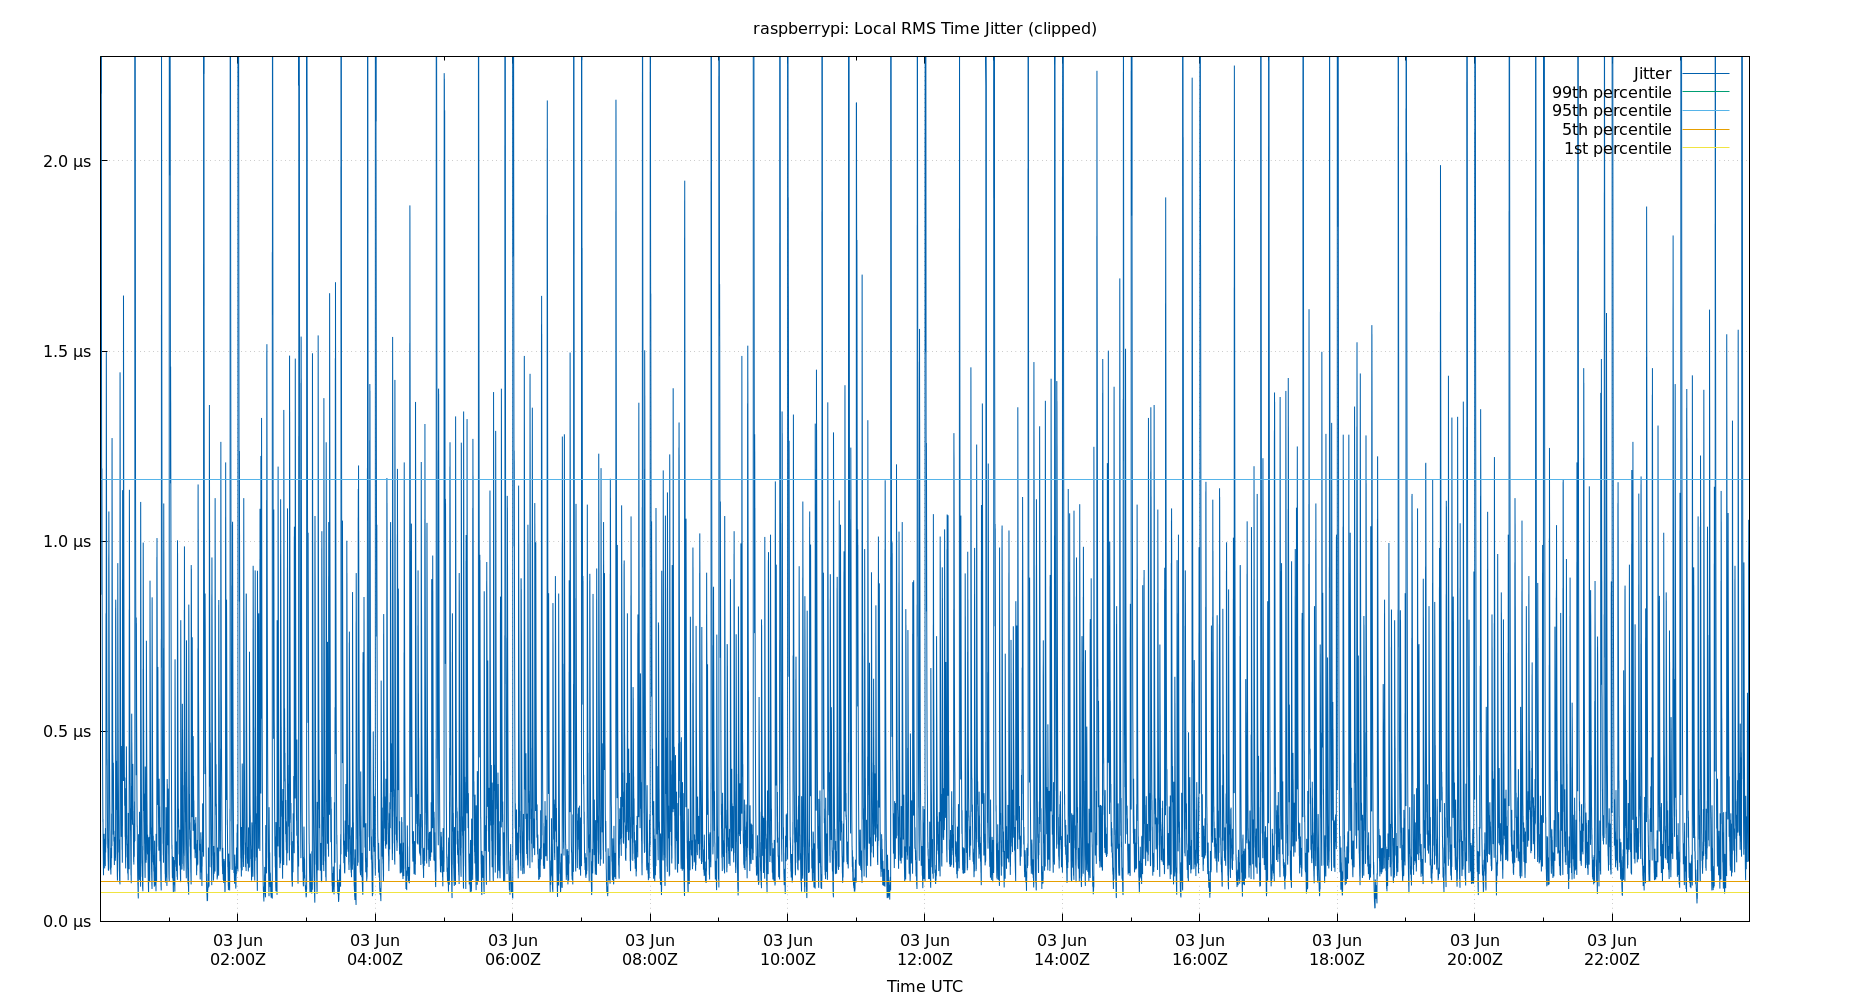 raspberrypi: Local RMS Time Jitter (clipped)
Jitter
99th percentile
95th percentile
5th percentile
1st percentile
2.0 µs
1.5 µs
1.0 µs
0.5 µs
0.0 µs
03 Jun 03 Jun 03 Jun 03 Jun 03 Jun 03 Jun 03 Jun 03 Jun 03 Jun 03 Jun 03 Jun
02:00Z 04:00Z 06:00Z 08:00Z 10:00Z 12:00Z 14:00Z 16:00Z 18:00Z 20:00Z 22:00Z
Time UTC